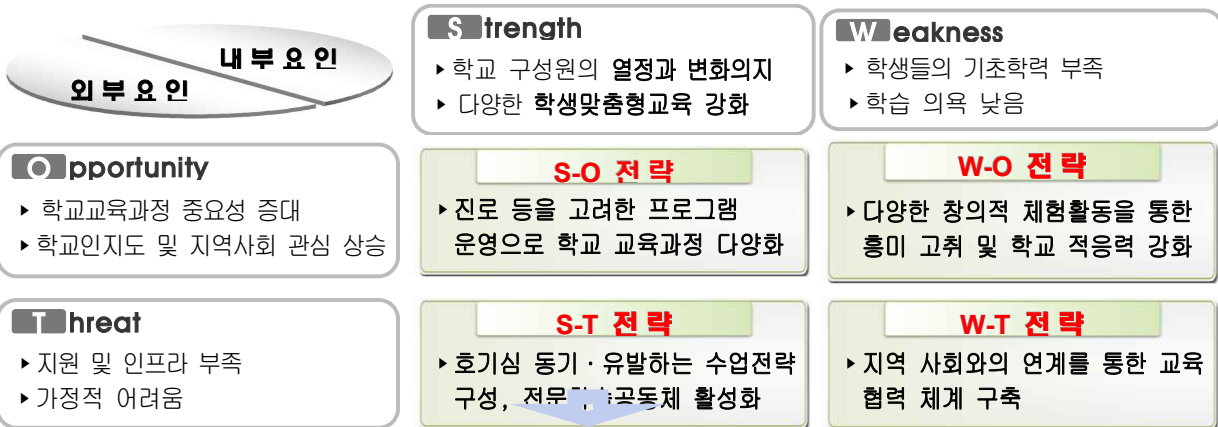 내부요인
외부요인
Strength
▸학교 구성원의 열정과 변화의지
▸ 다양한 학생맞춤형교육 강화
Weakness
▸ 학생들의 기초학력 부족
▸학습 의욕 낮음
Opportunity
▸ 학교교육과정 중요성 증대
▸학교인지도 및 지역사회 관심 상승
S-O 전략
▸진로 등을 고려한 프로그램
운영으로 학교 교육과정 다양화
W-O 전략
▸다양한 창의적 체험활동을 통한
흥미 고취 및 학교 적응력 강화
Threat
▸지원 및 인프라 부족
▸가정적 어려움
S-T 전략
▸호기심 동기·유발하는 수업전략
구성, 전문 공동체 활성화
W-T 전략
▸지역 사회와의 연계를 통한 교육
협력 체계 구축